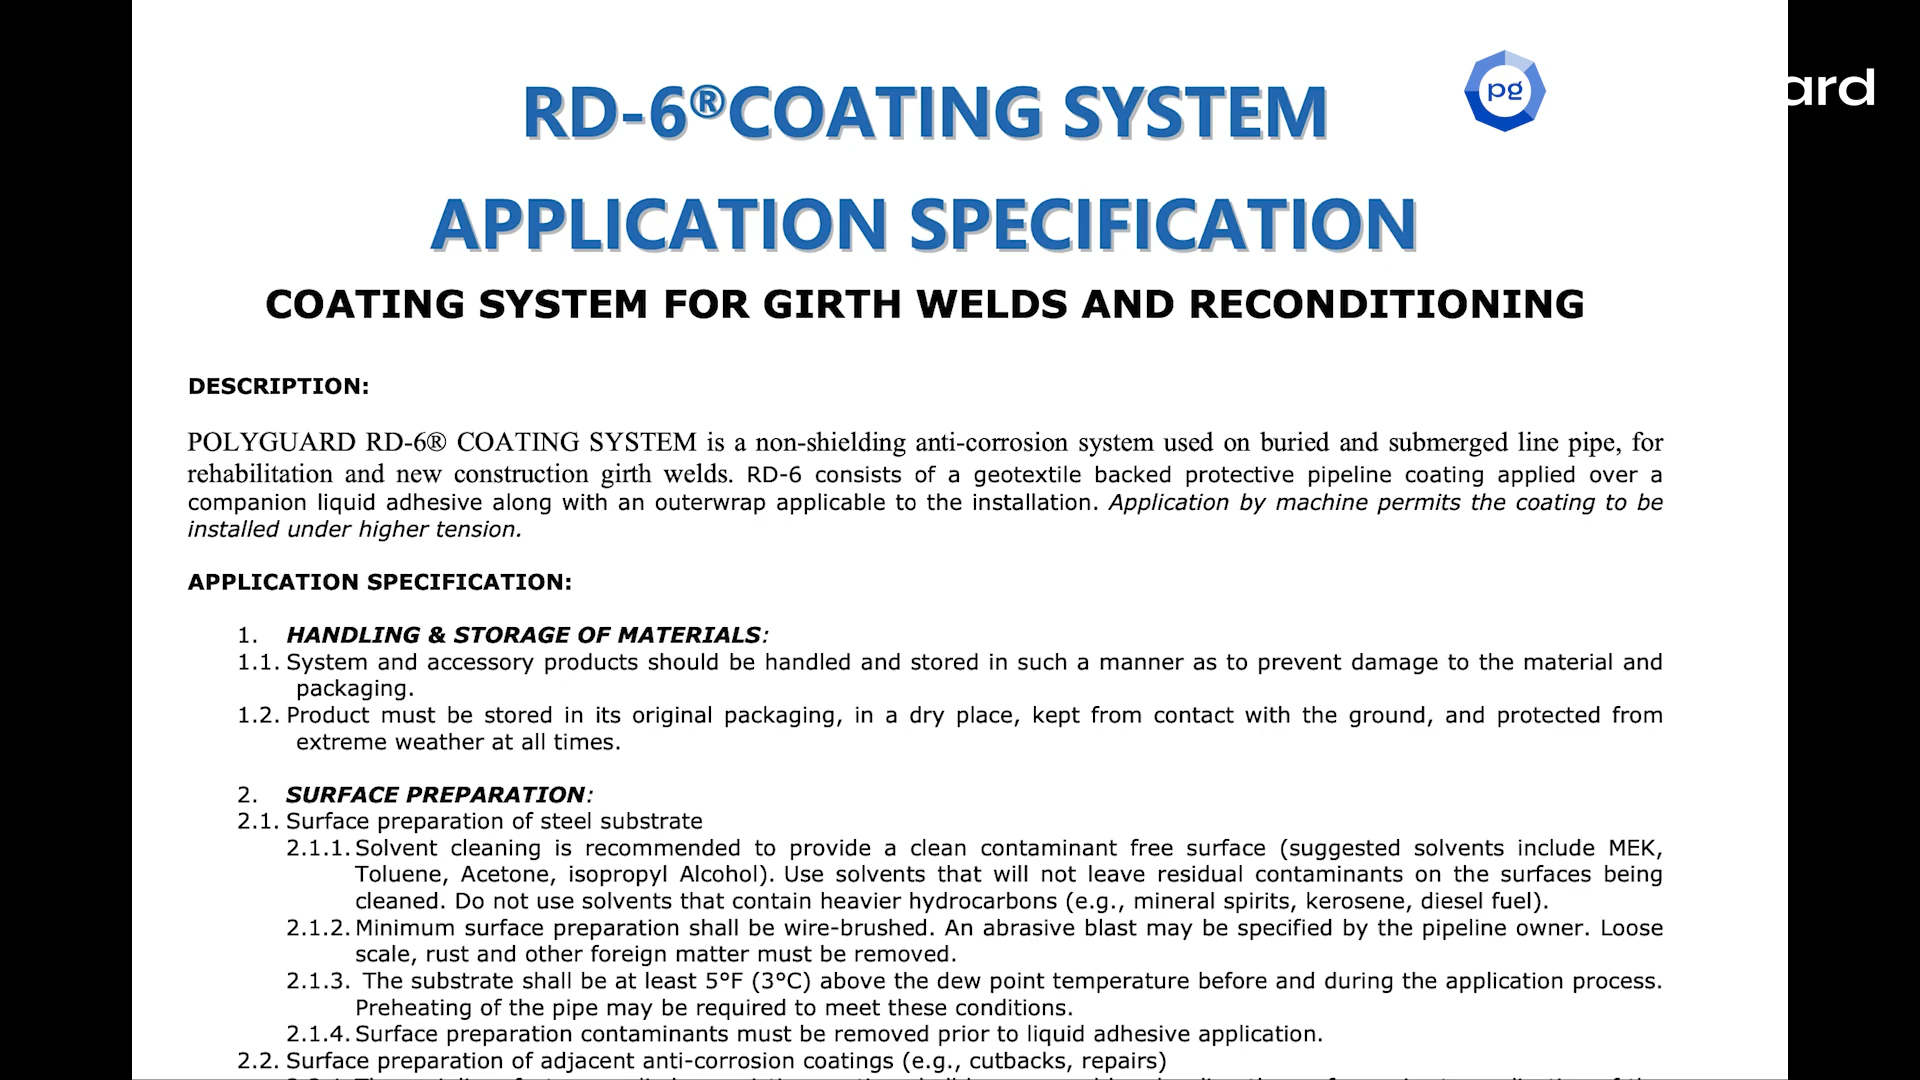 RD-6®COATING SYSTEM
pg
ard
APPLICATION SPECIFICATION
COATING SYSTEM FOR GIRTH WELDS AND RECONDITIONING
DESCRIPTION:
POLYGUARD RD-6® COATING SYSTEM is a non-shielding anti-corrosion system used on buried and submerged line pipe, for
rehabilitation and new construction girth welds. RD-6 consists of a geotextile backed protective pipeline coating applied over a
companion liquid adhesive along with an outerwrap applicable to the installation. Application by machine permits the coating to be
installed under higher tension.
APPLICATION SPECIFICATION:
1. HANDLING & STORAGE OF MATERIALS:
1.1. System and accessory products should be handled and stored in such a manner as to prevent damage to the material and
packaging.
1.2. Product must be stored in its original packaging, in a dry place, kept from contact with the ground, and protected from
extreme weather at all times.
2. SURFACE PREPARATION:
2.1. Surface preparation of steel substrate
2.1.1. Solvent cleaning is recommended to provide a clean contaminant free surface (suggested solvents include MEK,
Toluene, Acetone, isopropyl Alcohol). Use solvents that will not leave residual contaminants on the surfaces being
cleaned. Do not use solvents that contain heavier hydrocarbons (e.g., mineral spirits, kerosene, diesel fuel).
2.1.2. Minimum surface preparation shall be wire-brushed. An abrasive blast may be specified by the pipeline owner. Loose
scale, rust and other foreign matter must be removed.
2.1.3. The substrate shall be at least 5°F (3°C) above the dew point temperature before and during the application process.
Preheating of the pipe may be required to meet these conditions.
2.1.4. Surface preparation contaminants must be removed prior to liquid adhesive application.
2.2. Surface preparation of adjacent anti-corrosion coatings (e.g., cutbacks, repairs)